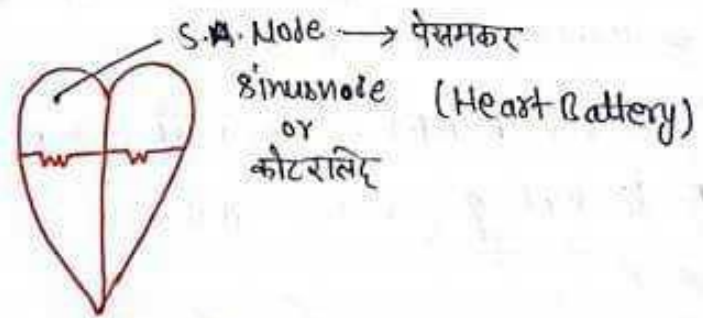 S.A. Node → पेसमकर
sinusnode (Heart Battery)
or
कोटरालिंद